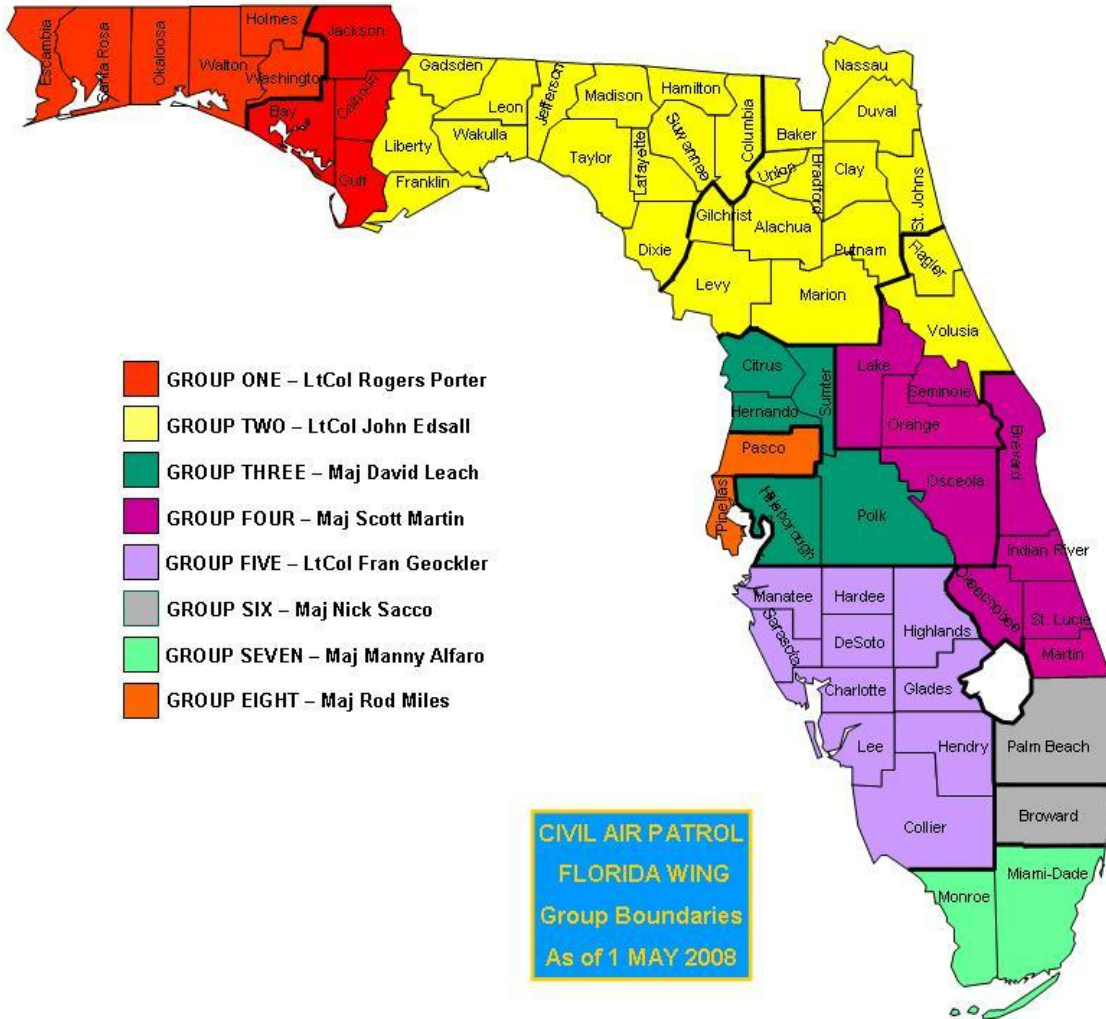 Escambia
Santa Rosa
Okaloosa
Walton
Holmes
Washington
Jackson
Bay
Calhoun
Gulf
Gadsden
Liberty
Franklin
Leon
Wakulla
Jefferson
Madison
Taylor
Hamilton
Lafayette
Suwannee
Columbia
Dixie
Gilchrist
Baker
Union
Bradford
Nassau
Duval
Clay
St. Johns
Alachua
Putnam
Flagler
Levy
Marion
Volusia
Citrus
Sumter
Hernando
Lake
Seminole
Orange
Brevard
Pasco
Pinellas
Hillsborough
Polk
Osceola
Indian River
Okeechobee
St. Lucie
Martin
Manatee
Hardee
Highlands
Sarasota
DeSoto
Charlotte
Glades
Lee
Hendry
Collier
Palm Beach
Broward
Miami-Dade
Monroe
GROUP ONE – LtCol Rogers Porter
GROUP TWO – LtCol John Edsall
GROUP THREE – Maj David Leach
GROUP FOUR – Maj Scott Martin
GROUP FIVE – LtCol Fran Geockler
GROUP SIX – Maj Nick Sacco
GROUP SEVEN – Maj Manny Alfaro
GROUP EIGHT – Maj Rod Miles
CIVIL AIR PATROL
FLORIDA WING
Group Boundaries
As of 1 MAY 2008